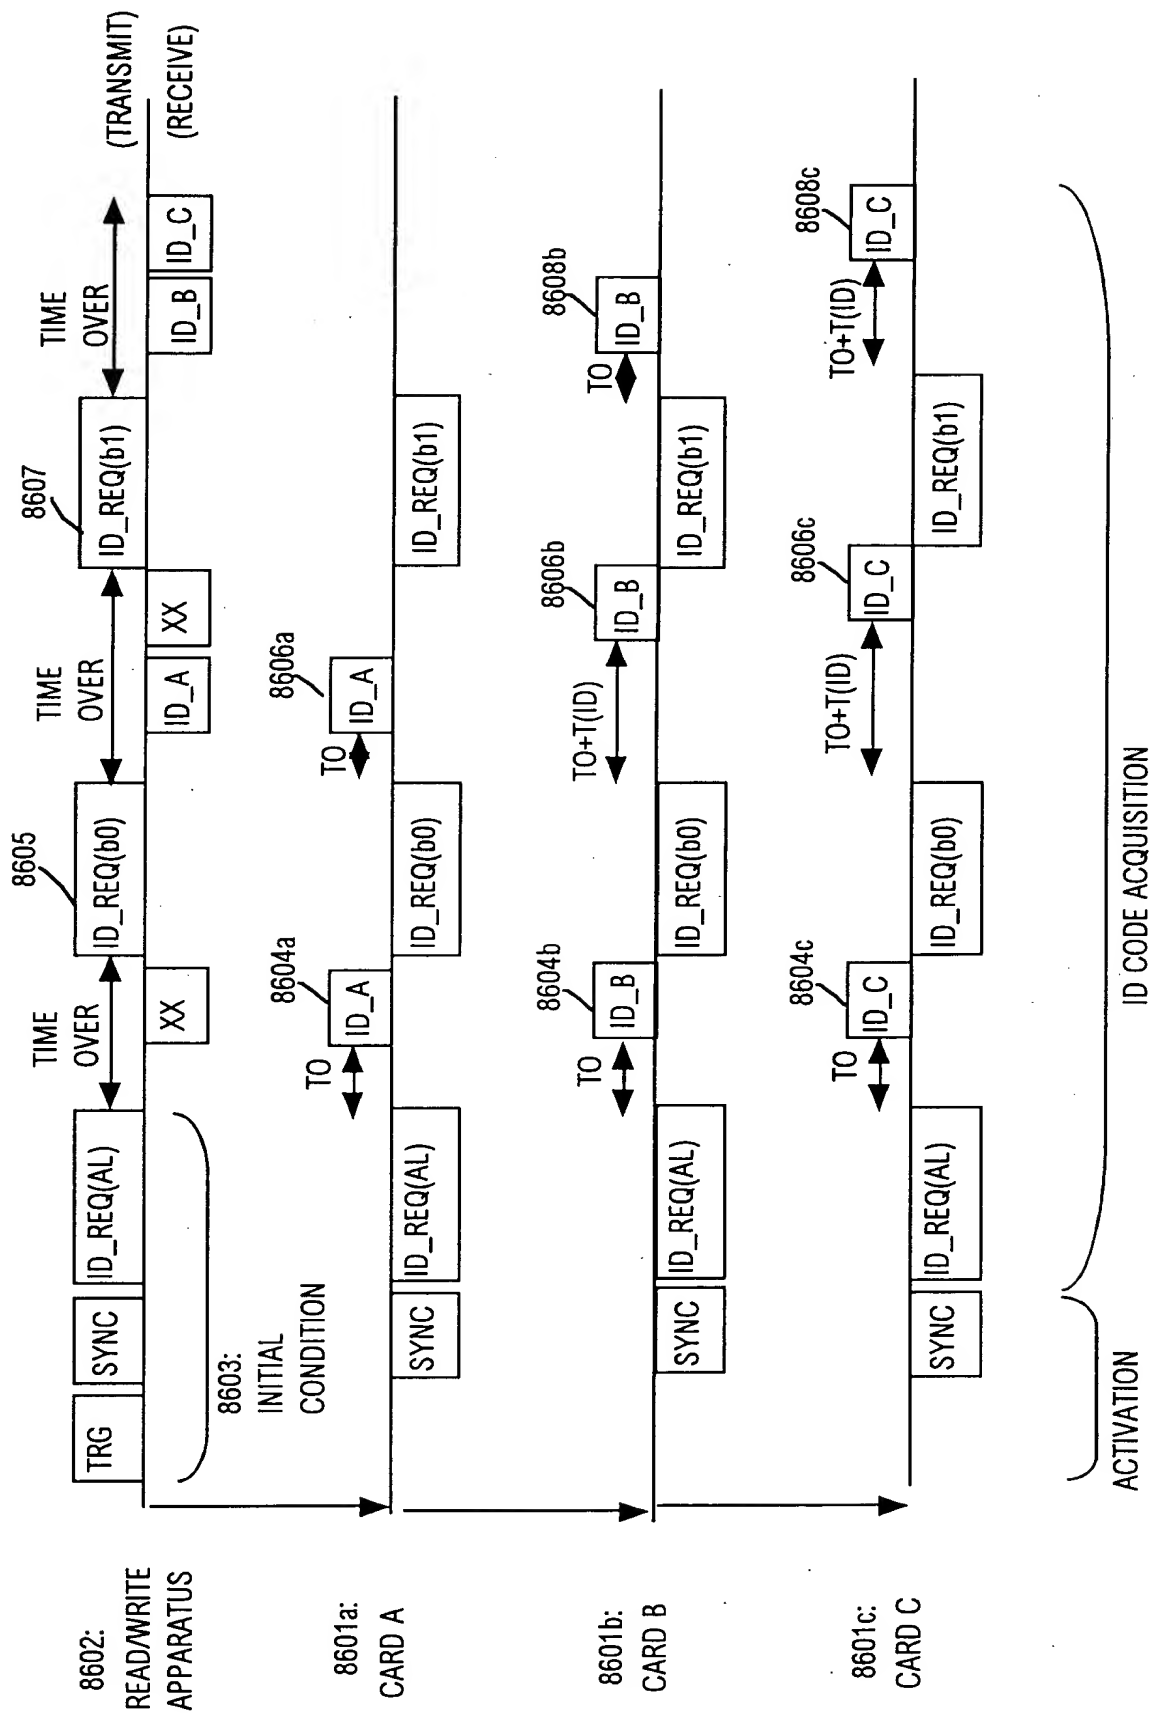 8602:
READ/WRITE
APPARATUS
TRG
SYNC
ID_REQ(AL)
TIME
OVER
XX
8605
ID_REQ(b0)
TIME
OVER
ID_A
XX
8607
ID_REQ(b1)
TIME
OVER
ID_B
ID_C
(TRANSMIT)
(RECEIVE)
8603:
INITIAL
CONDITION
8601a:
CARD A
SYNC
ID_REQ(AL)
TO
8604a
ID_A
ID_REQ(b0)
TO
8606a
ID_A
ID_REQ(b1)
8601b:
CARD B
SYNC
ID_REQ(AL)
TO
8604b
ID_B
ID_REQ(b0)
TO+T(ID)
8606b
ID_B
ID_REQ(b1)
TO
8608b
ID_B
8601c:
CARD C
SYNC
ID_REQ(AL)
TO
8604c
ID_C
ID_REQ(b0)
TO+T(ID)
8606c
ID_C
ID_REQ(b1)
TO+T(ID)
8608c
ID_C
ACTIVATION
ID CODE ACQUISITION